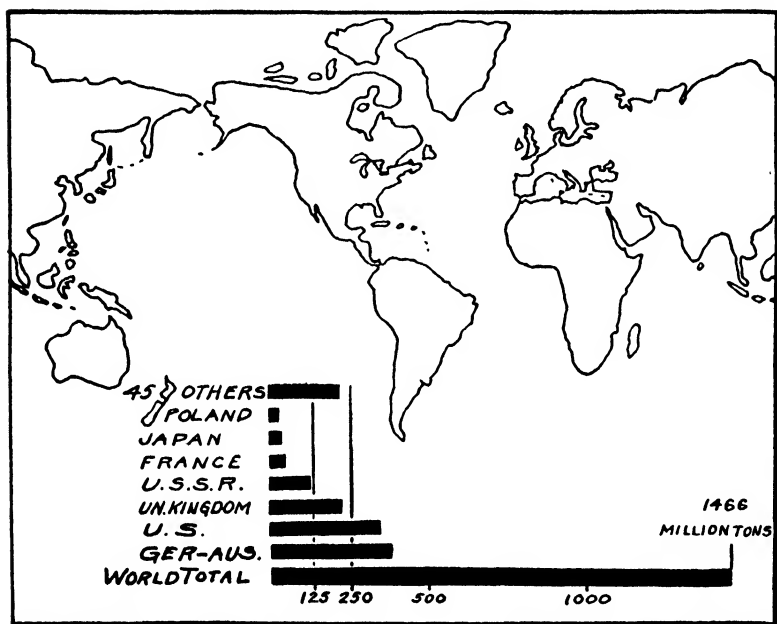 45 OTHERS
POLAND
JAPAN
FRANCE
U.S.S.R.
UN.KINGDOM
U.S.
GER-AUS.
WORLD TOTAL
1466
MILLION TONS
125 250 500 1000